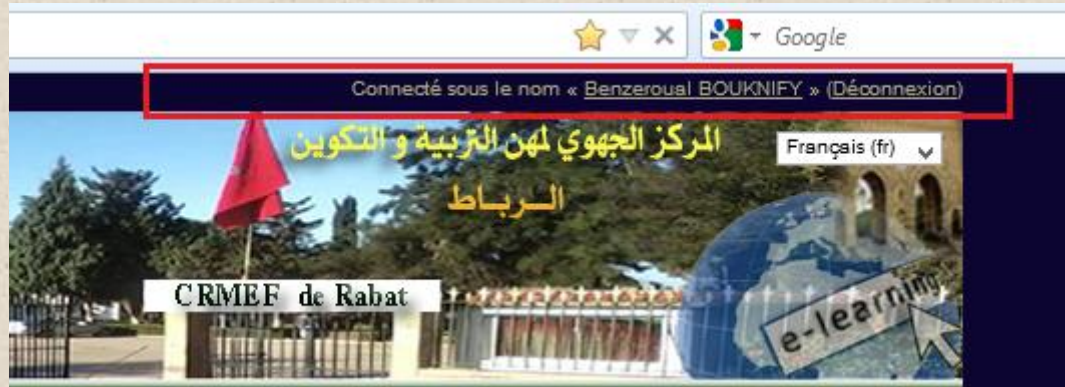 Google
Connecté sous le nom « Benzeroual BOUKNIFY » (Déconnexion)
المركز الجهوي لمهن التربية و التكوين
Français (fr)
الـربـاط
CRMEF de Rabat
e-learning